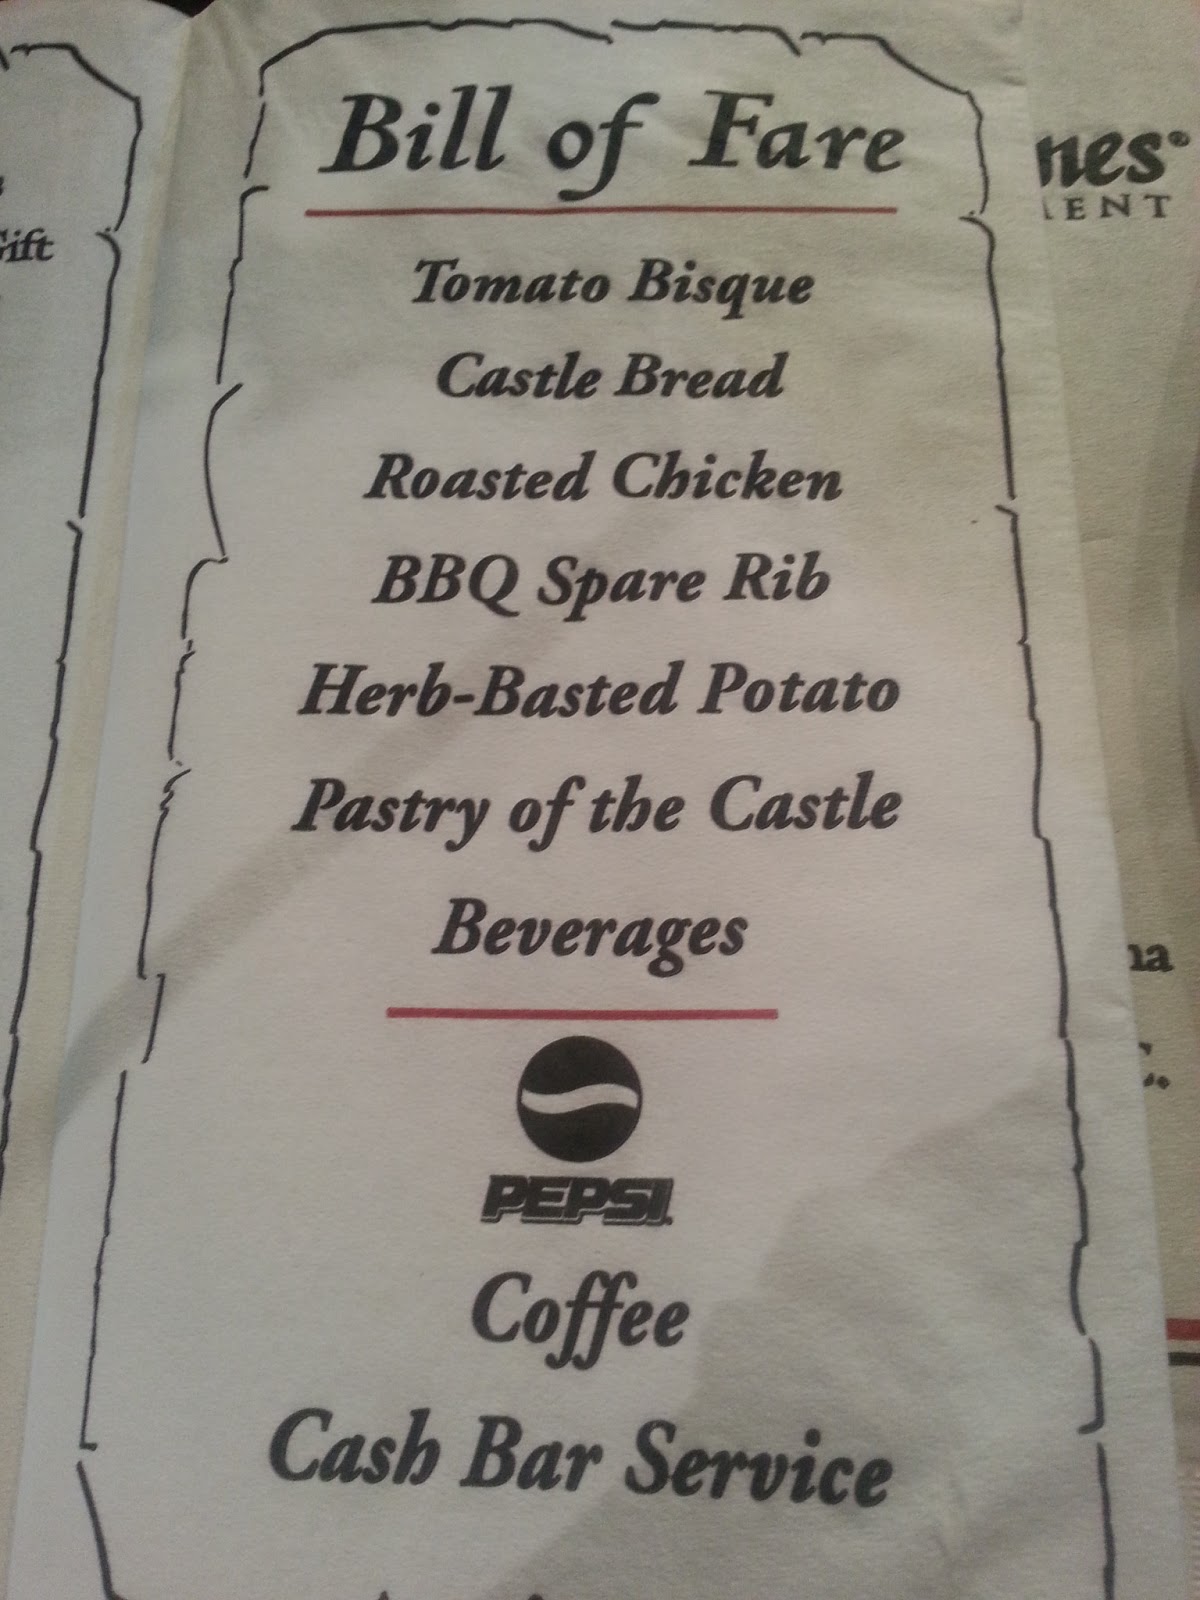 Bill of Fare
Tomato Bisque
Castle Bread
Roasted Chicken
BBQ Spare Rib
Herb-Basted Potato
Pastry of the Castle
Beverages
PEPSI
Coffee
Cash Bar Service
Gift